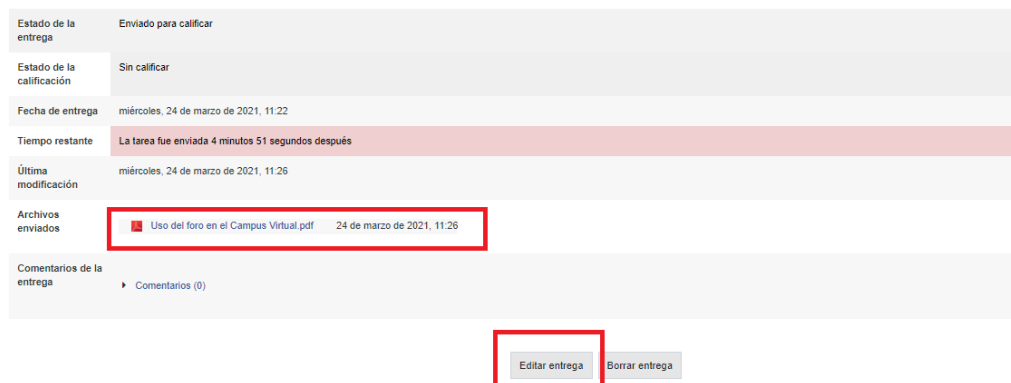 Estado de la
entrega
Enviado para calificar
Estado de la
calificación
Sin calificar
Fecha de entrega
miércoles, 24 de marzo de 2021, 11:22
Tiempo restante
La tarea fue enviada 4 minutos 51 segundos después
Última
modificación
miércoles, 24 de marzo de 2021, 11:26
Archivos
enviados
Uso del foro en el Campus Virtual.pdf 24 de marzo de 2021, 11:26
Comentarios de la
entrega
Comentarios (0)
Editar entrega Borrar entrega